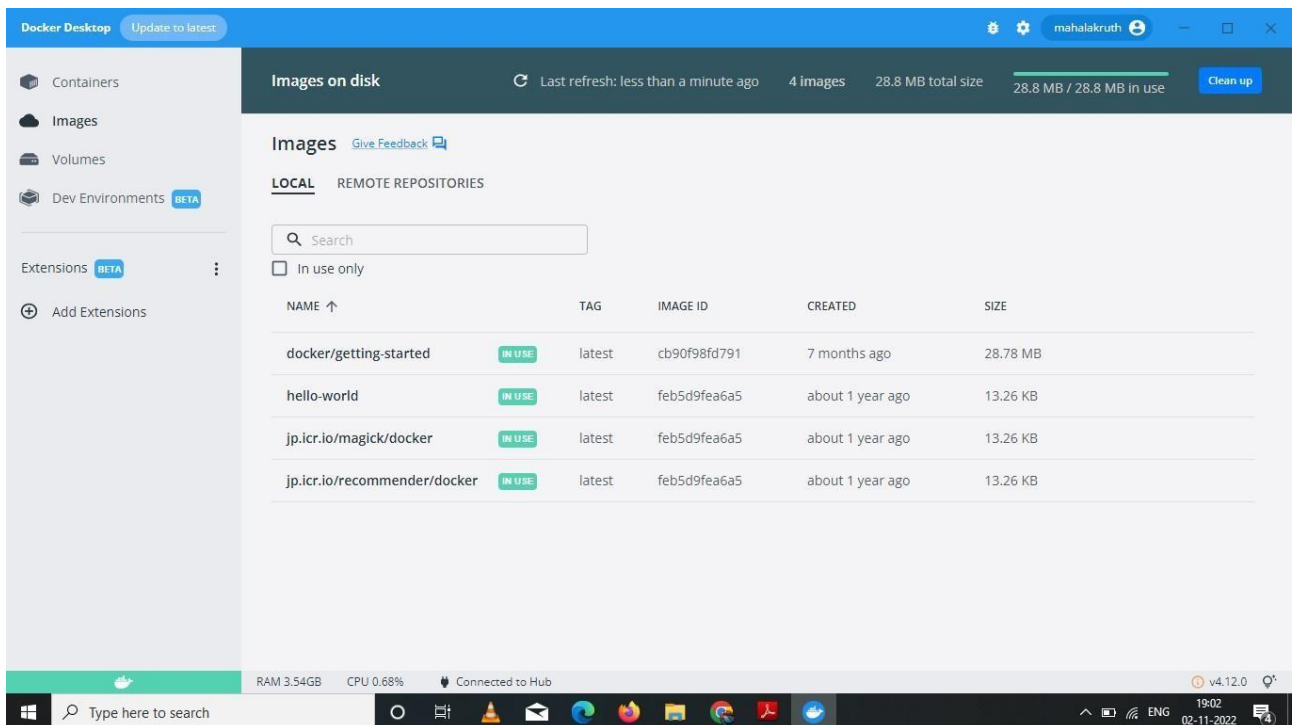 Docker Desktop Update to latest mahalakruth
Containers
Images
Volumes
Dev Environments BETA
Extensions BETA
Add Extensions
Images on disk Last refresh: less than a minute ago 4 images 28.8 MB total size 28.8 MB / 28.8 MB in use Clean up
Images Give Feedback
LOCAL REMOTE REPOSITORIES
Search
In use only
NAME TAG IMAGE ID CREATED SIZE
docker/getting-started IN USE latest cb90f98fd791 7 months ago 28.78 MB
hello-world IN USE latest feb5d9fea6a5 about 1 year ago 13.26 KB
jp.icr.io/magick/docker IN USE latest feb5d9fea6a5 about 1 year ago 13.26 KB
jp.icr.io/recommender/docker IN USE latest feb5d9fea6a5 about 1 year ago 13.26 KB
RAM 3.54GB CPU 0.68% Connected to Hub v4.12.0
Type here to search ENG 19:02
02-11-2022 4